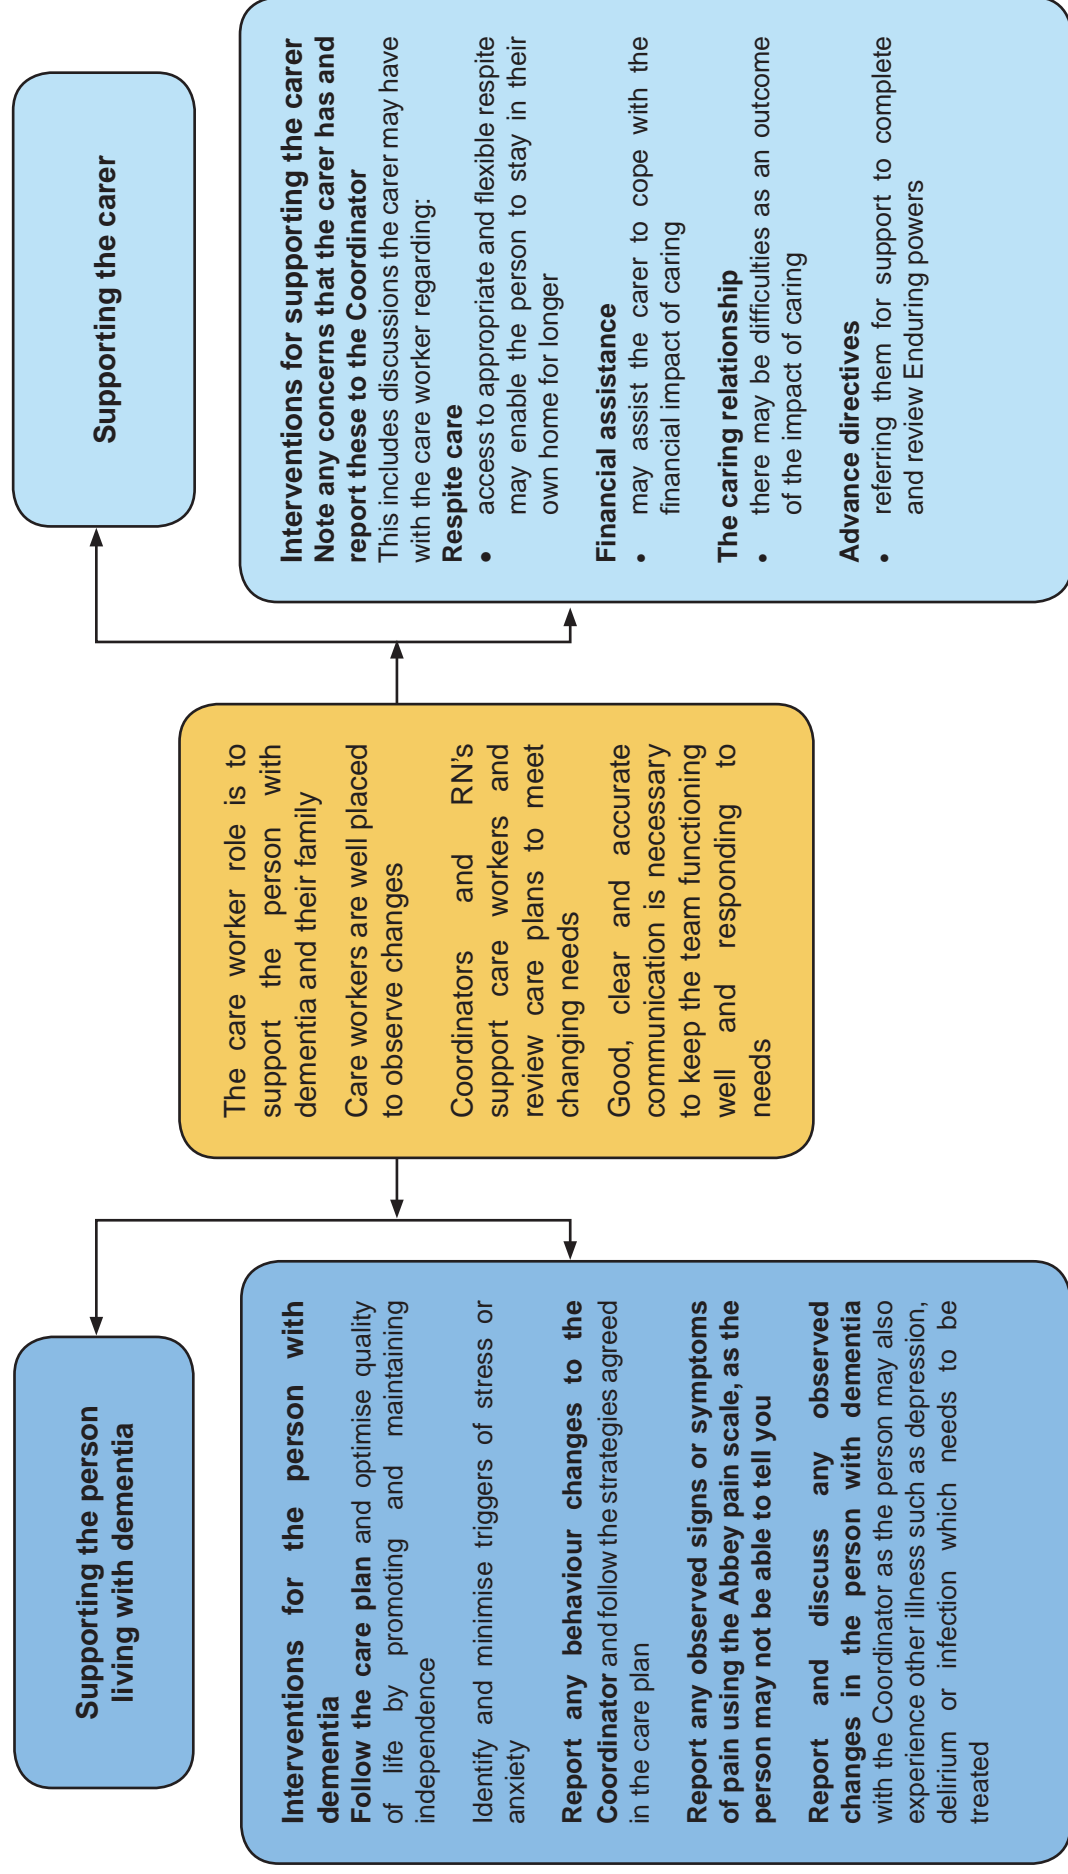 Supporting the person
living with dementia
Interventions for the person with
dementia
Follow the care plan and optimise quality
of life by promoting and maintaining
independence
Identify and minimise triggers of stress or
anxiety
Report any behaviour changes to the
Coordinator and follow the strategies agreed
in the care plan
Report any observed signs or symptoms
of pain using the Abbey pain scale, as the
person may not be able to tell you
Report and discuss any observed
changes in the person with dementia
with the Coordinator as the person may also
experience other illness such as depression,
delirium or infection which needs to be
treated
The care worker role is to
support the person with
dementia and their family
Care workers are well placed
to observe changes
Coordinators and RN's
support care workers and
review care plans to meet
changing needs
Good, clear and accurate
communication is necessary
to keep the team functioning
well and responding to
needs
Supporting the carer
Interventions for supporting the carer
Note any concerns that the carer has and
report these to the Coordinator
This includes discussions the carer may have
with the care worker regarding:
Respite care
• access to appropriate and flexible respite
may enable the person to stay in their
own home for longer
Financial assistance
• may assist the carer to cope with the
financial impact of caring
The caring relationship
• there may be difficulties as an outcome
of the impact of caring
Advance directives
• referring them for support to complete
and review Enduring powers